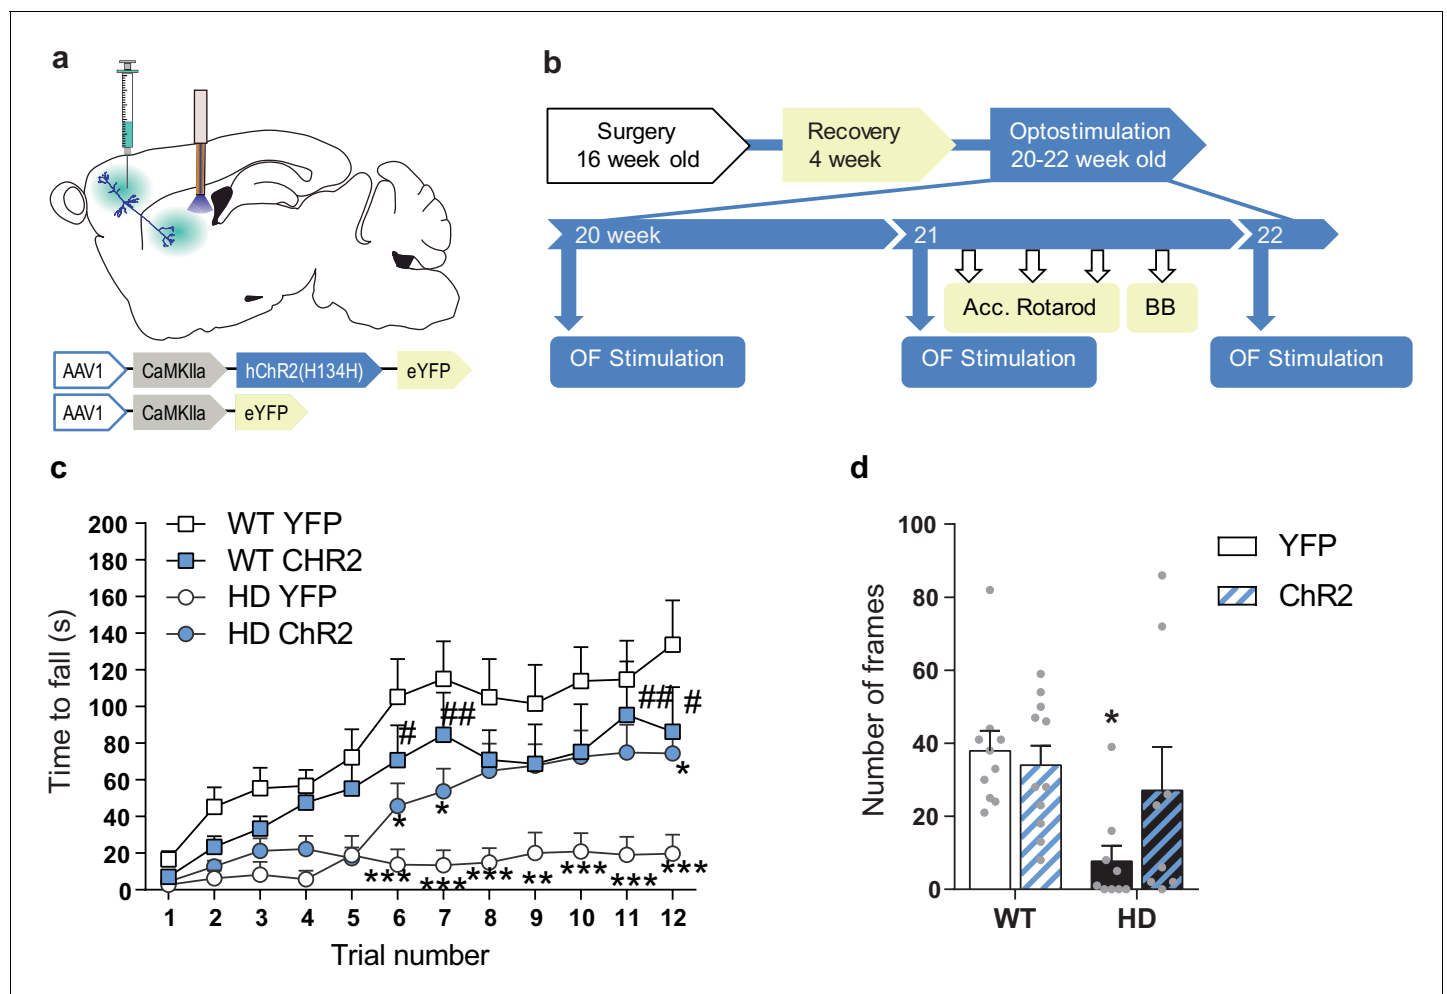 a
AAV1 CaMKIIa hChR2(H134H) eYFP
AAV1 CaMKIIa eYFP
b
Surgery
16 week old
Recovery
4 week
Optostimulation
20-22 week old
20 week 21 22
Acc. Rotarod BB
OF Stimulation OF Stimulation OF Stimulation
c
WT YFP
WT CHR2
HD YFP
HD ChR2
Time to fall (s)
200
180
160
140
120
100
80
60
40
20
0
# ## ## #
* * *
*** *** *** ** *** *** ***
1 2 3 4 5 6 7 8 9 10 11 12
Trial number
d
YFP
ChR2
Number of frames
100
80
60
40
20
0
*
WT HD